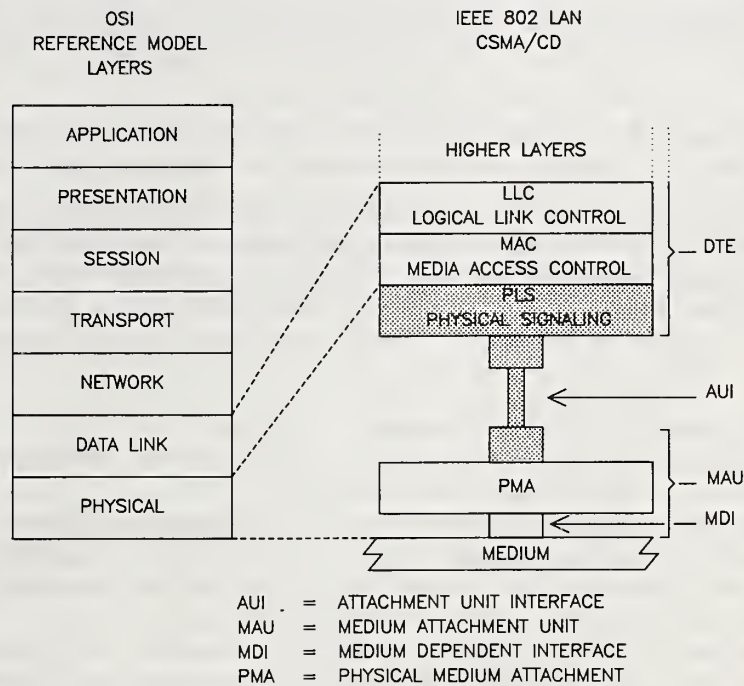 OSI
REFERENCE MODEL
LAYERS
APPLICATION
PRESENTATION
SESSION
TRANSPORT
NETWORK
DATA LINK
PHYSICAL
IEEE 802 LAN
CSMA/CD
HIGHER LAYERS
LLC
LOGICAL LINK CONTROL
MAC
MEDIA ACCESS CONTROL
PLS
PHYSICAL SIGNALING
DTE
AUI
PMA
MAU
MDI
MEDIUM
AUI = ATTACHMENT UNIT INTERFACE
MAU = MEDIUM ATTACHMENT UNIT
MDI = MEDIUM DEPENDENT INTERFACE
PMA = PHYSICAL MEDIUM ATTACHMENT